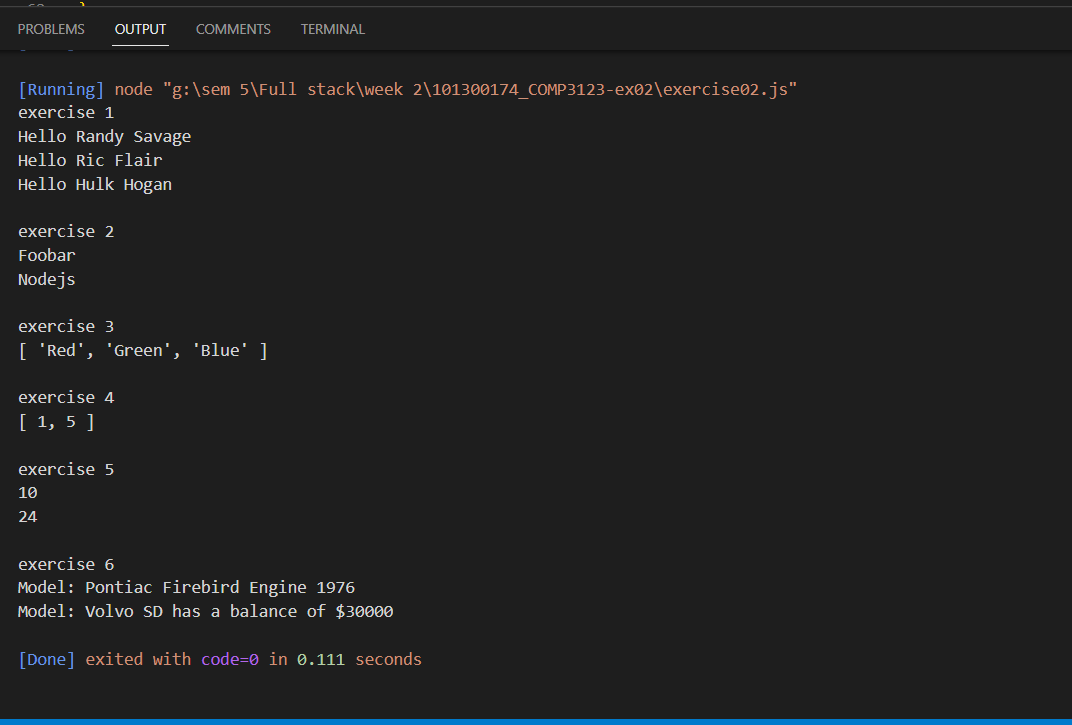 PROBLEMS OUTPUT COMMENTS TERMINAL
[Running] node "g:\sem 5\Full stack\week 2\101300174_COMP3123-ex02\exercise02.js"
exercise 1
Hello Randy Savage
Hello Ric Flair
Hello Hulk Hogan
exercise 2
Foobar
Nodejs
exercise 3
[ 'Red', 'Green', 'Blue' ]
exercise 4
[ 1, 5 ]
exercise 5
10
24
exercise 6
Model: Pontiac Firebird Engine 1976
Model: Volvo SD has a balance of $30000
[Done] exited with code=0 in 0.111 seconds